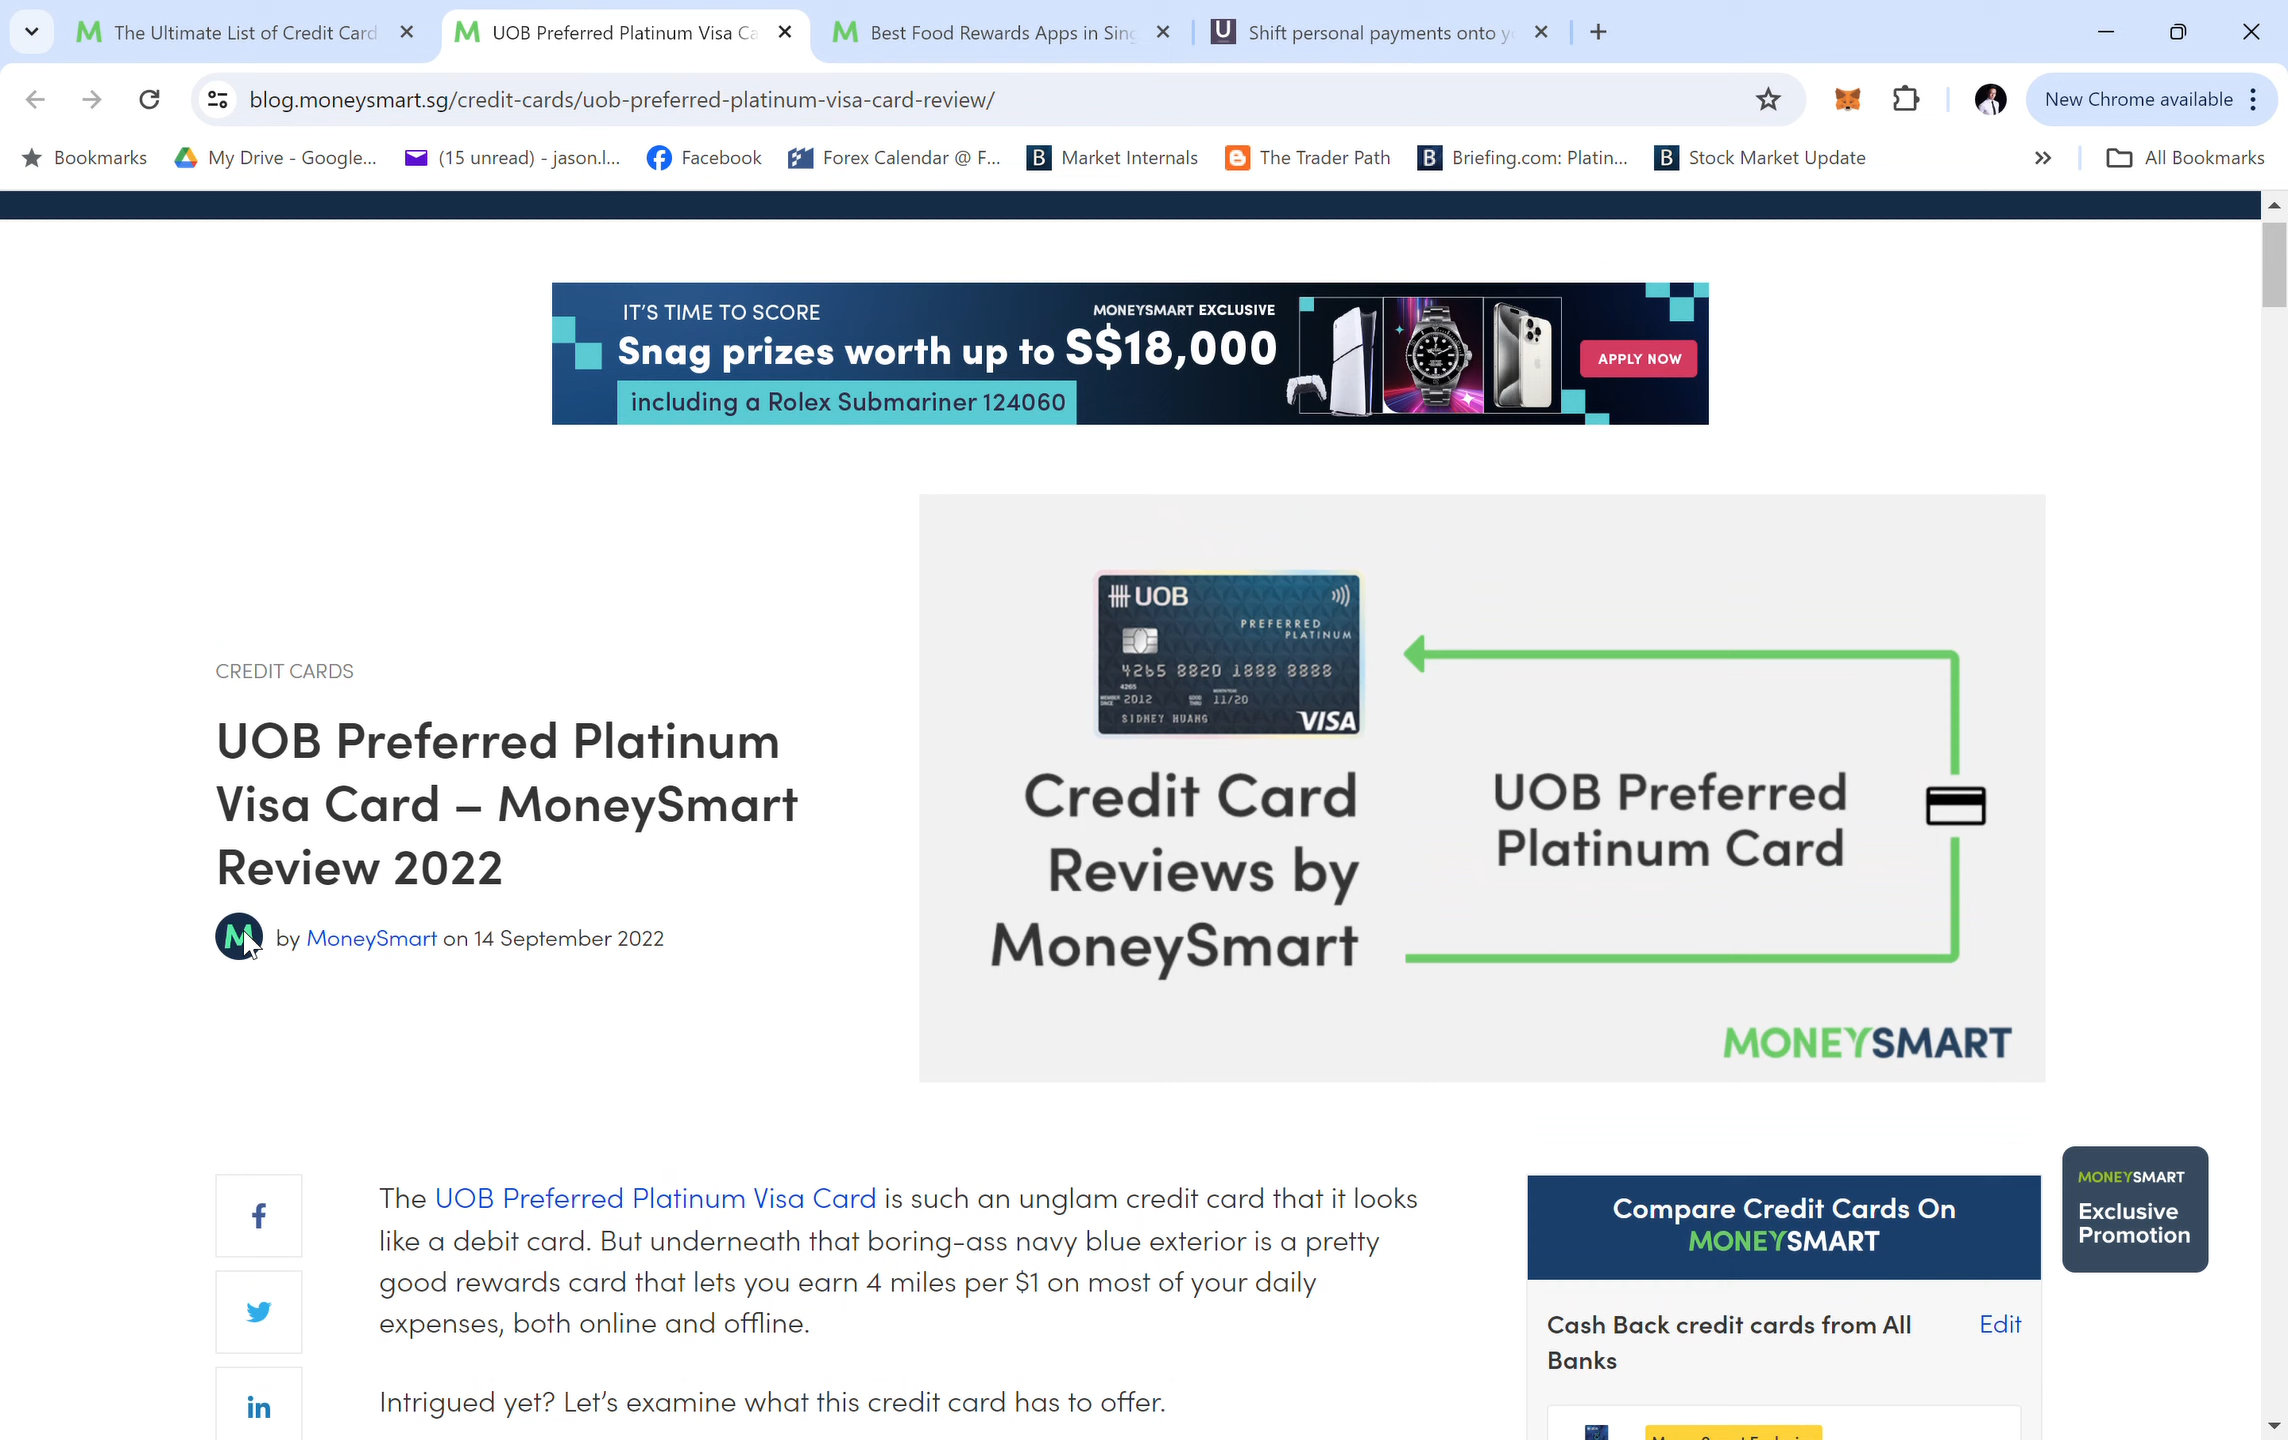 The Ultimate List of Credit Card
UOB Preferred Platinum Visa Ca
Best Food Rewards Apps in Sing
Shift personal payments onto y
blog.moneysmart.sg/credit-cards/uob-preferred-platinum-visa-card-review/
New Chrome available
Bookmarks
My Drive - Google...
(15 unread) - jason.l...
Facebook
Forex Calendar @ F...
Market Internals
The Trader Path
Briefing.com: Platin...
Stock Market Update
All Bookmarks
IT'S TIME TO SCORE
MONEYSMART EXCLUSIVE
Snag prizes worth up to S$18,000
including a Rolex Submariner 124060
APPLY NOW
CREDIT CARDS
UOB Preferred Platinum
Visa Card – MoneySmart
Review 2022
by MoneySmart on 14 September 2022
UOB
PREFERRED
PLATINUM
4265 8820 1888 8888
4265
2012
11/20
SIDNEY HUANG
VISA
Credit Card
Reviews by
MoneySmart
UOB Preferred
Platinum Card
MONEYSMART
The UOB Preferred Platinum Visa Card is such an unglam credit card that it looks
like a debit card. But underneath that boring-ass navy blue exterior is a pretty
good rewards card that lets you earn 4 miles per $1 on most of your daily
expenses, both online and offline.
Intrigued yet? Let's examine what this credit card has to offer.
Compare Credit Cards On
MONEYSMART
Cash Back credit cards from All
Banks
Edit
MONEYSMART
Exclusive
Promotion